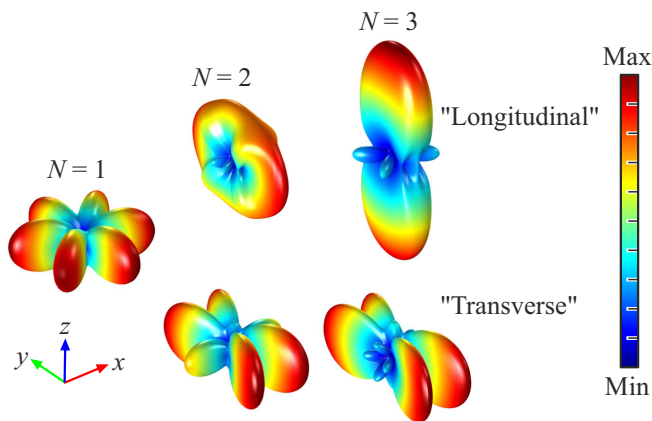 N = 3
Max
N = 2
"Longitudinal"
N = 1
"Transverse"
z
y
x
Min